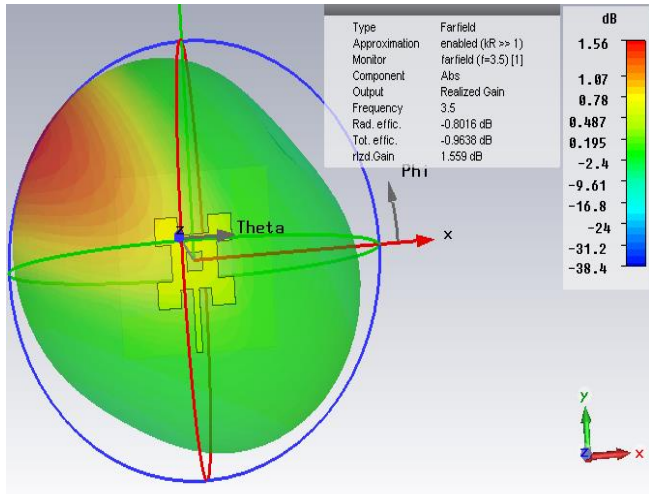 Type Farfield
Approximation enabled (kR >> 1)
Monitor farfield (f=3.5) [1]
Component Abs
Output Realized Gain
Frequency 3.5
Rad. effic. -0.8016 dB
Tot. effic. -0.9638 dB
rlzd.Gain 1.559 dB
dB
1.56
1.07
0.78
0.487
0.195
-2.4
-9.61
-16.8
-24
-31.2
-38.4
Phi
z
Theta
x
y
z
x